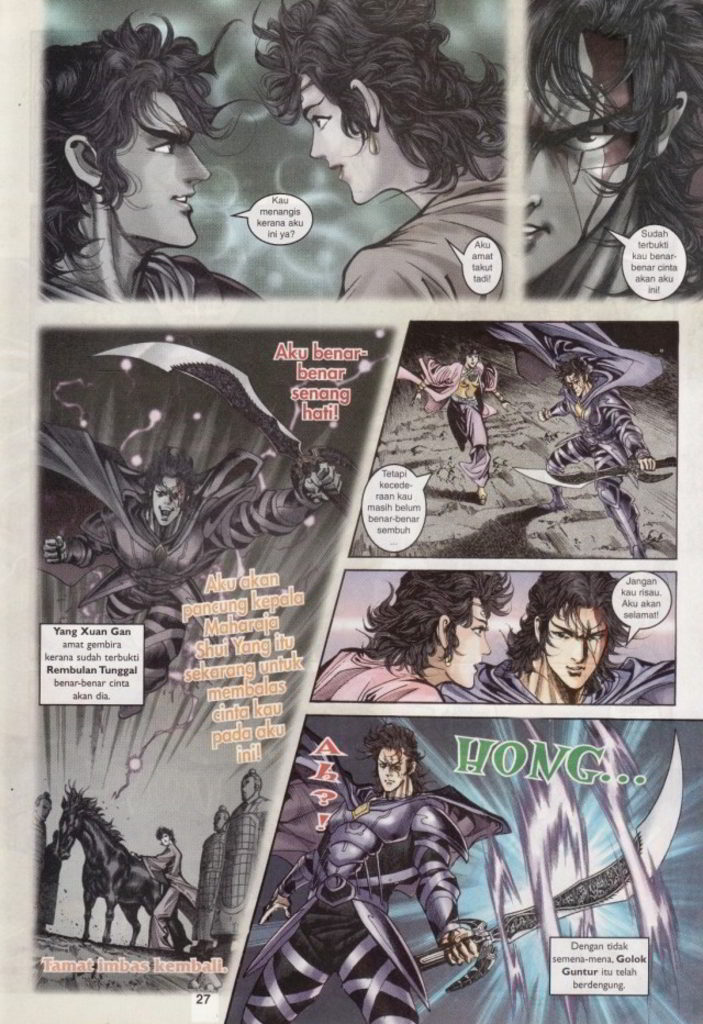 Kau
menangis
kerana aku
ini ya?
Aku
amat
takut
tadi!
Sudah
terbukti
kau benar-
benar cinta
akan aku
ini!
Aku benar-
benar
senang
hati!
Aku akan
pancung kepala
Maharaja
Shui Yang itu
sekarang untuk
membalas
cinta kau
pada aku
ini!
Yang Xuan Gan
amat gembira
kerana sudah terbukti
Rembulan Tunggal
benar-benar cinta
akan dia.
Tamat imbas kembali.
Tetapi
kecede-
raan kau
masih belum
benar-benar
sembuh
...
Jangan
kau risau.
Aku akan
selamat!
AH?!
HONG...
Dengan tidak
semena-mena, Golok
Guntur itu telah
berdengung.
27